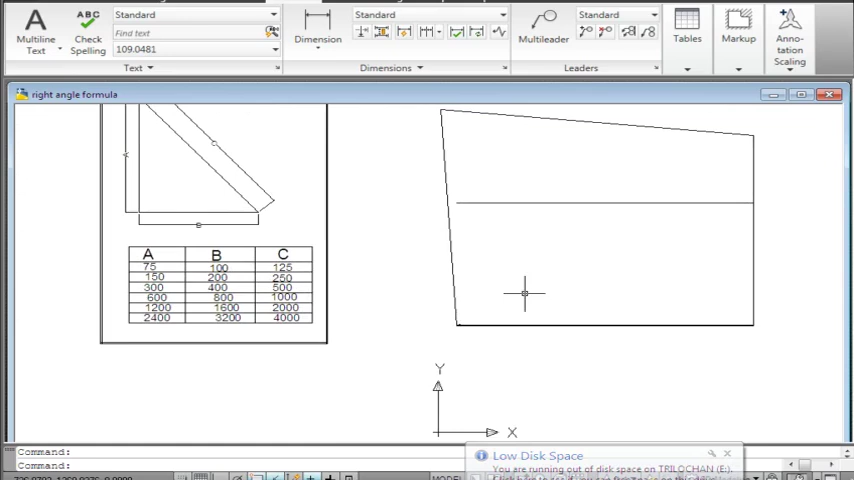 Multiline
Text
ABC
Check
Spelling
Standard
Find text
109.0481
Text
Dimension
Standard
Dimensions
Multileader
Standard
Leaders
Tables
Markup
Anno-
tation
Scaling
right angle formula
A
C
B
A B C
75 100 125
150 200 250
300 400 500
600 800 1000
1200 1600 2000
2400 3200 4000
Y
X
Command:
Command:
Low Disk Space
You are running out of disk space on TRILOCHAN (E:).
MODEL